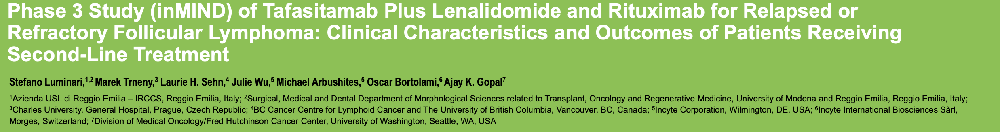 Phase 3 Study (inMIND) of Tafasitamab Plus Lenalidomide and Rituximab for Relapsed or
Refractory Follicular Lymphoma: Clinical Characteristics and Outcomes of Patients Receiving
Second-Line Treatment
Stefano Luminari,1,2 Marek Trneny,3 Laurie H. Sehn,4 Julie Wu,5 Michael Arbushites,5 Oscar Bortolami,6 Ajay K. Gopal7
1Azienda USL di Reggio Emilia – IRCCS, Reggio Emilia, Italy; 2Surgical, Medical and Dental Department of Morphological Sciences related to Transplant, Oncology and Regenerative Medicine, University of Modena and Reggio Emilia, Reggio Emilia, Italy;
3Charles University, General Hospital, Prague, Czech Republic; 4BC Cancer Centre for Lymphoid Cancer and The University of British Columbia, Vancouver, BC, Canada; 5Incyte Corporation, Wilmington, DE, USA; 6Incyte International Biosciences Sàrl,
Morges, Switzerland; 7Division of Medical Oncology/Fred Hutchinson Cancer Center, University of Washington, Seattle, WA, USA